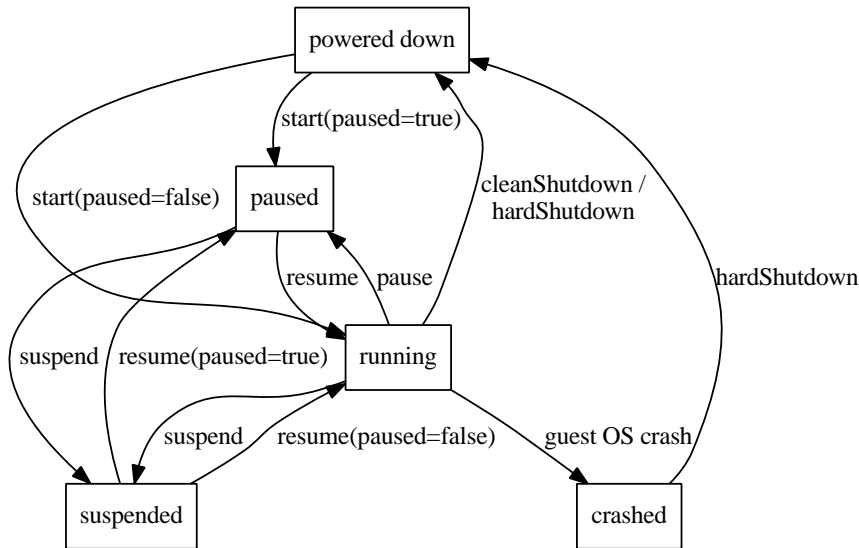 powered down
start(paused=true)
start(paused=false)
cleanShutdown /
hardShutdown
paused
hardShutdown
resume
pause
suspend
resume(paused=true)
running
suspend
resume(paused=false)
guest OS crash
suspended
crashed